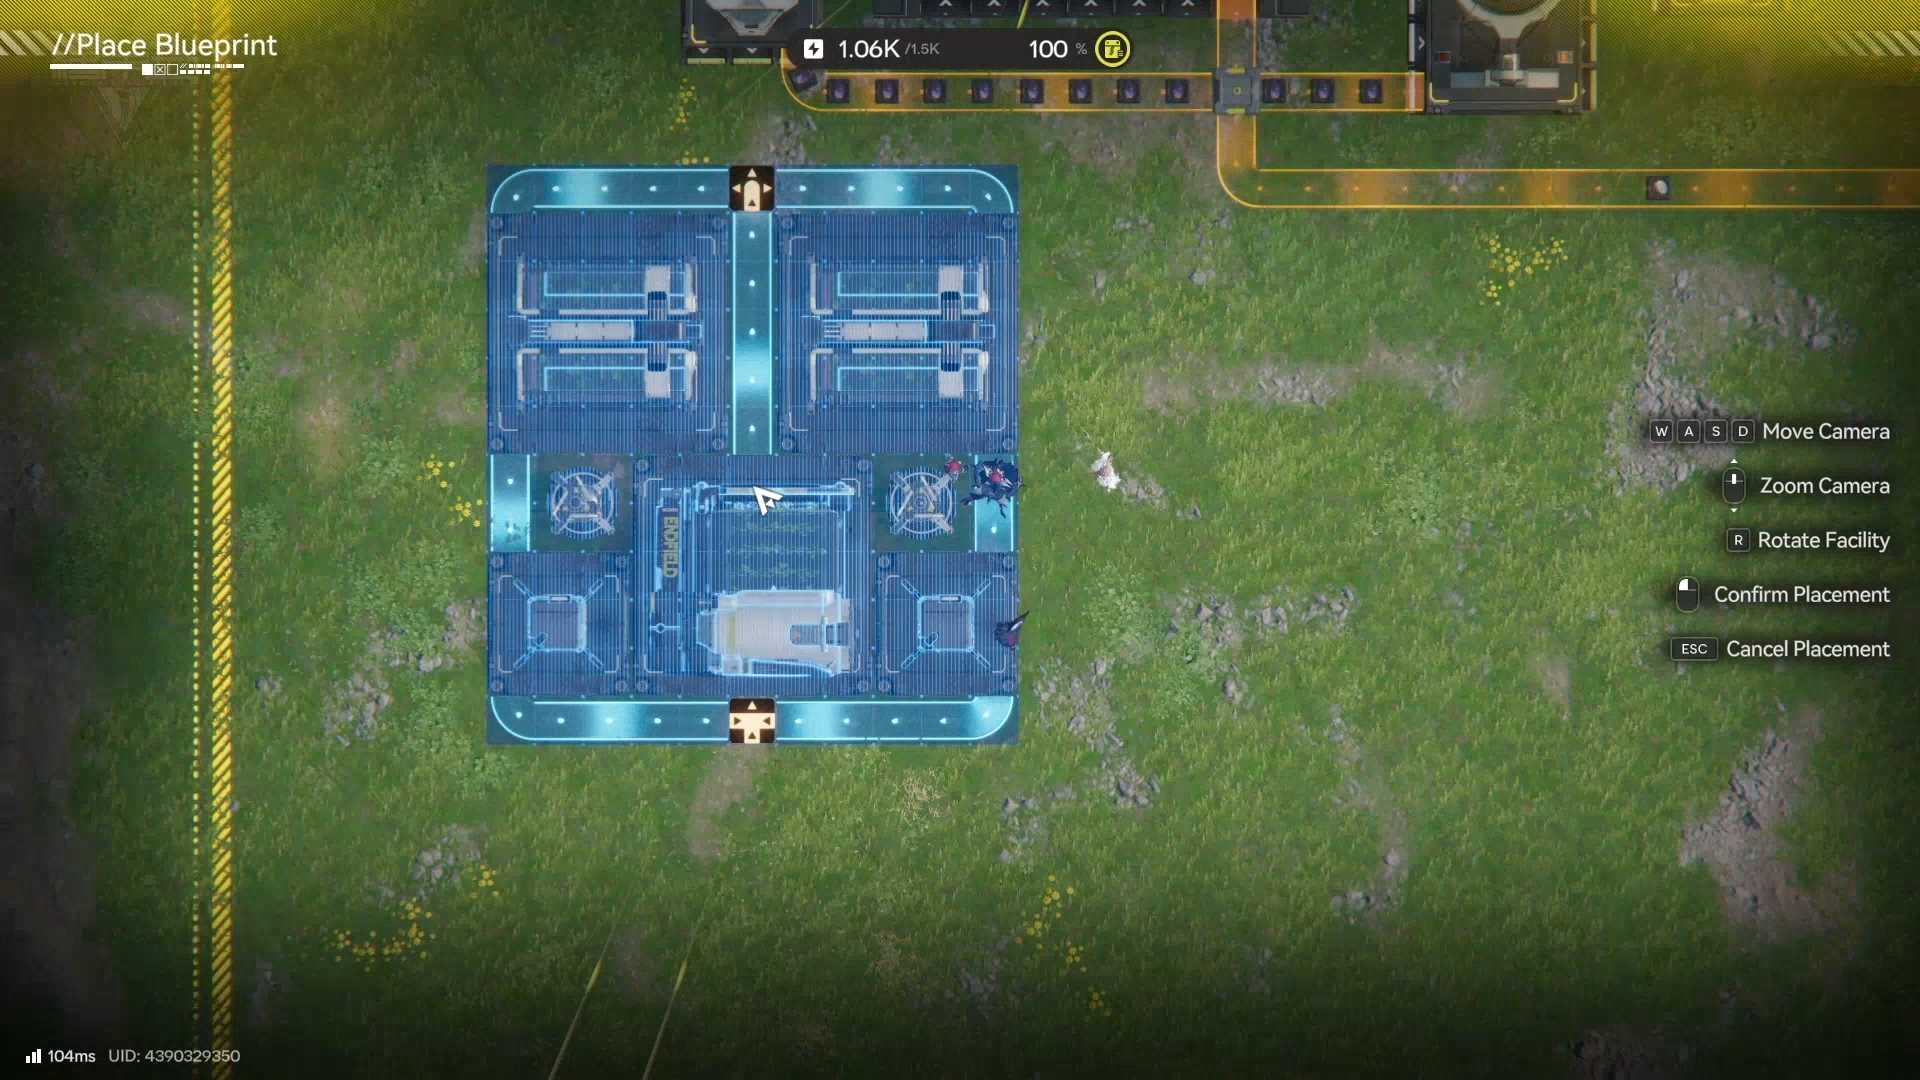 //Place Blueprint
1.06K /1.5K 100 %
ENDFIELD
W A S D Move Camera
Zoom Camera
R Rotate Facility
Confirm Placement
ESC Cancel Placement
104ms UID: 4390329350